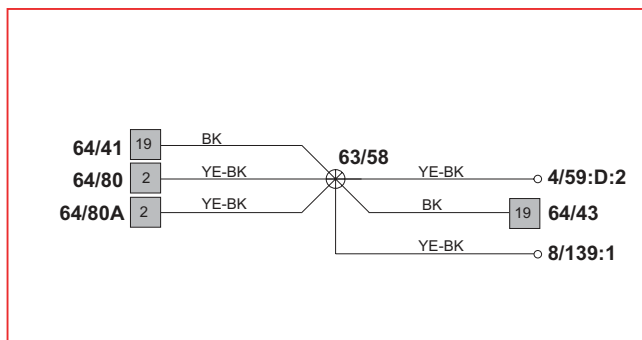 64/41 19 BK
63/58
64/80 2 YE-BK YE-BK 4/59:D:2
64/80A 2 YE-BK BK 19 64/43
YE-BK 8/139:1